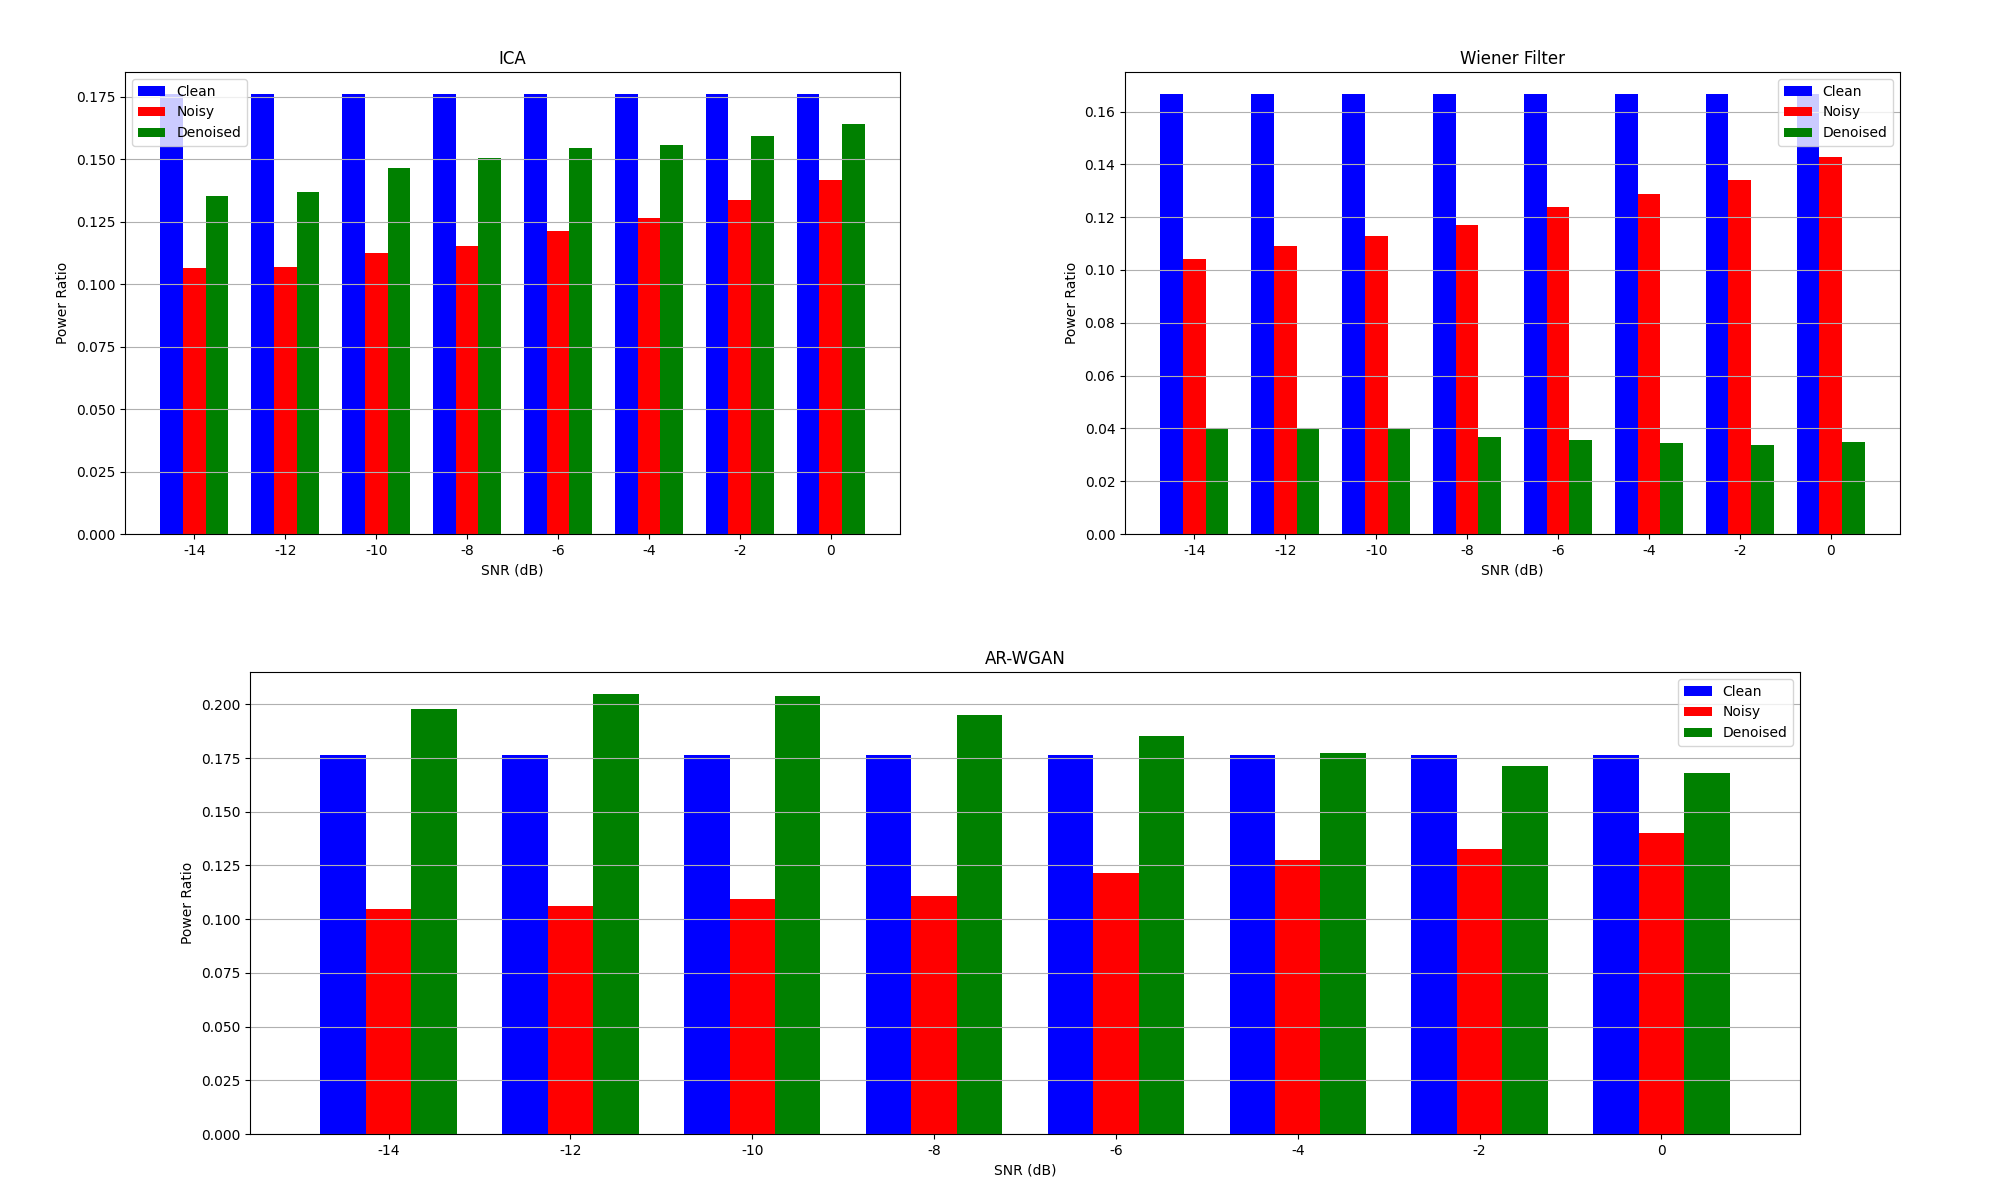 ICA
Clean
Noisy
Denoised
Power Ratio
0.175
0.150
0.125
0.100
0.075
0.050
0.025
0.000
-14 -12 -10 -8 -6 -4 -2 0
SNR (dB)
Wiener Filter
Clean
Noisy
Denoised
Power Ratio
0.16
0.14
0.12
0.10
0.08
0.06
0.04
0.02
0.00
-14 -12 -10 -8 -6 -4 -2 0
SNR (dB)
AR-WGAN
Clean
Noisy
Denoised
Power Ratio
0.200
0.175
0.150
0.125
0.100
0.075
0.050
0.025
0.000
-14 -12 -10 -8 -6 -4 -2 0
SNR (dB)